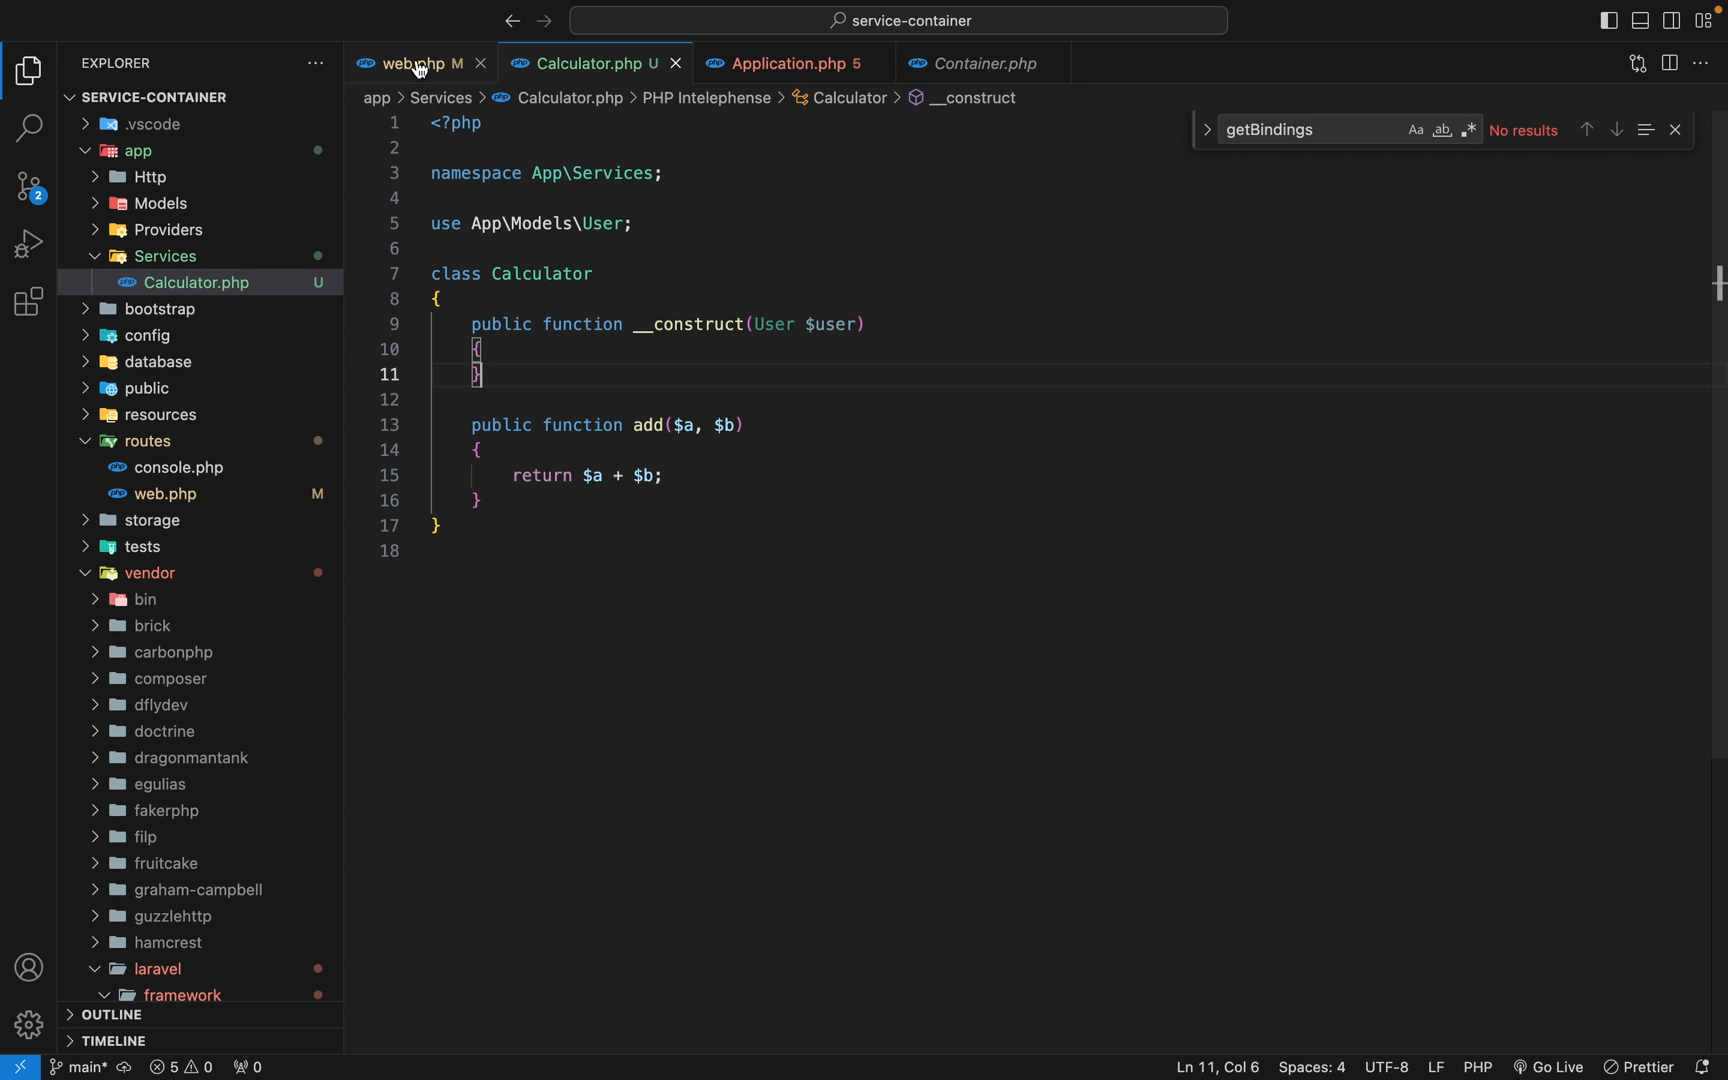 service-container
EXPLORER
web.php M
Calculator.php U
Application.php 5
Container.php
SERVICE-CONTAINER
app > Services > Calculator.php > PHP Intelephense > Calculator > __construct
getBindings
Aa
ab
No results
.vscode
app
Http
Models
Providers
Services
Calculator.php U
bootstrap
config
database
public
resources
routes
console.php
web.php M
storage
tests
vendor
bin
brick
carbonphp
composer
dflydev
doctrine
dragonmantank
egulias
fakerphp
filp
fruitcake
graham-campbell
guzzlehttp
hamcrest
laravel
framework
OUTLINE
TIMELINE
2
1 <?php
2
3 namespace App\Services;
4
5 use App\Models\User;
6
7 class Calculator
8 {
9 public function __construct(User $user)
10 {
11 }
12
13 public function add($a, $b)
14 {
15 return $a + $b;
16 }
17 }
18
main* 5 0 0
Ln 11, Col 6 Spaces: 4 UTF-8 LF PHP Go Live Prettier